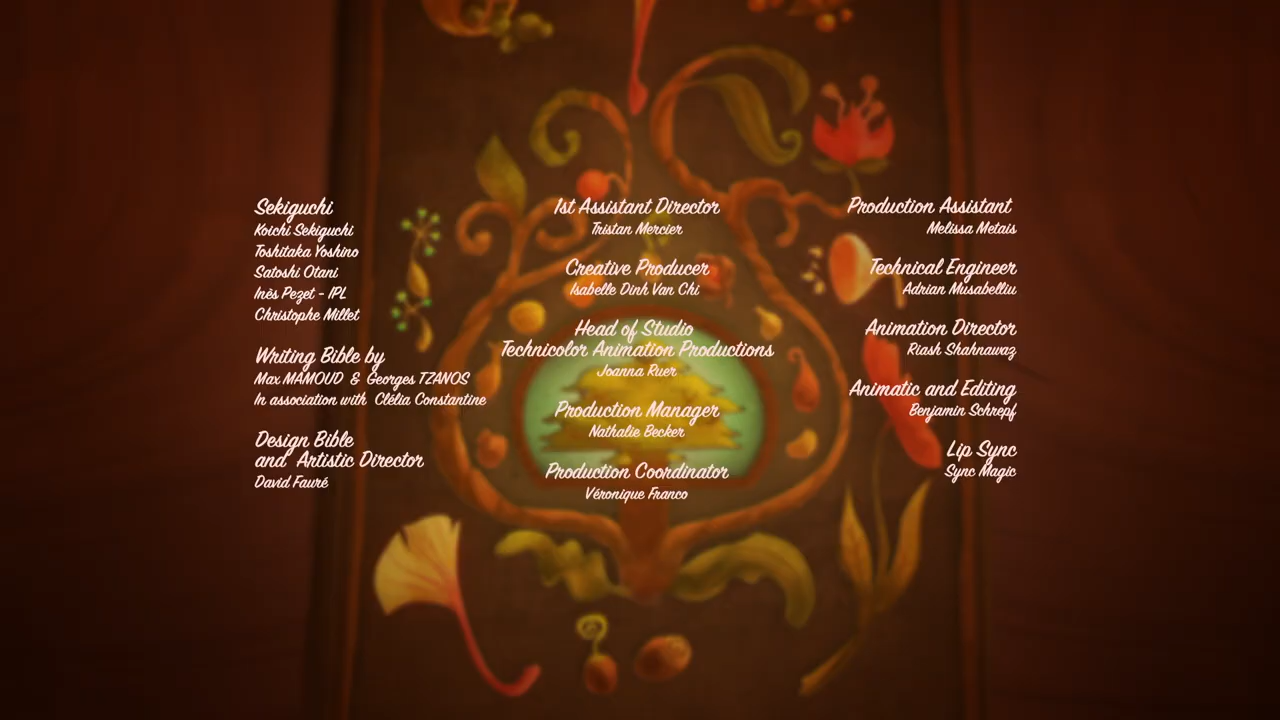 Sekiguchi
Koichi Sekiguchi
Toshitaka Yoshino
Satoshi Otani
Inès Pezet - IPL
Christophe Millet
Writing Bible by
Max MAMOUD & Georges TZANOS
In association with Clélia Constantine
Design Bible
and Artistic Director
David Fauré
1st Assistant Director
Tristan Mercier
Creative Producer
Isabelle Dinh Van Chi
Head of Studio
Technicolor Animation Productions
Joanna Ruer
Production Manager
Nathalie Becker
Production Coordinator
Véronique Franco
Production Assistant
Melissa Metais
Technical Engineer
Adrian Musabelliu
Animation Director
Riash Shahnawaz
Animatic and Editing
Benjamin Schrepf
Lip Sync
Sync Magic